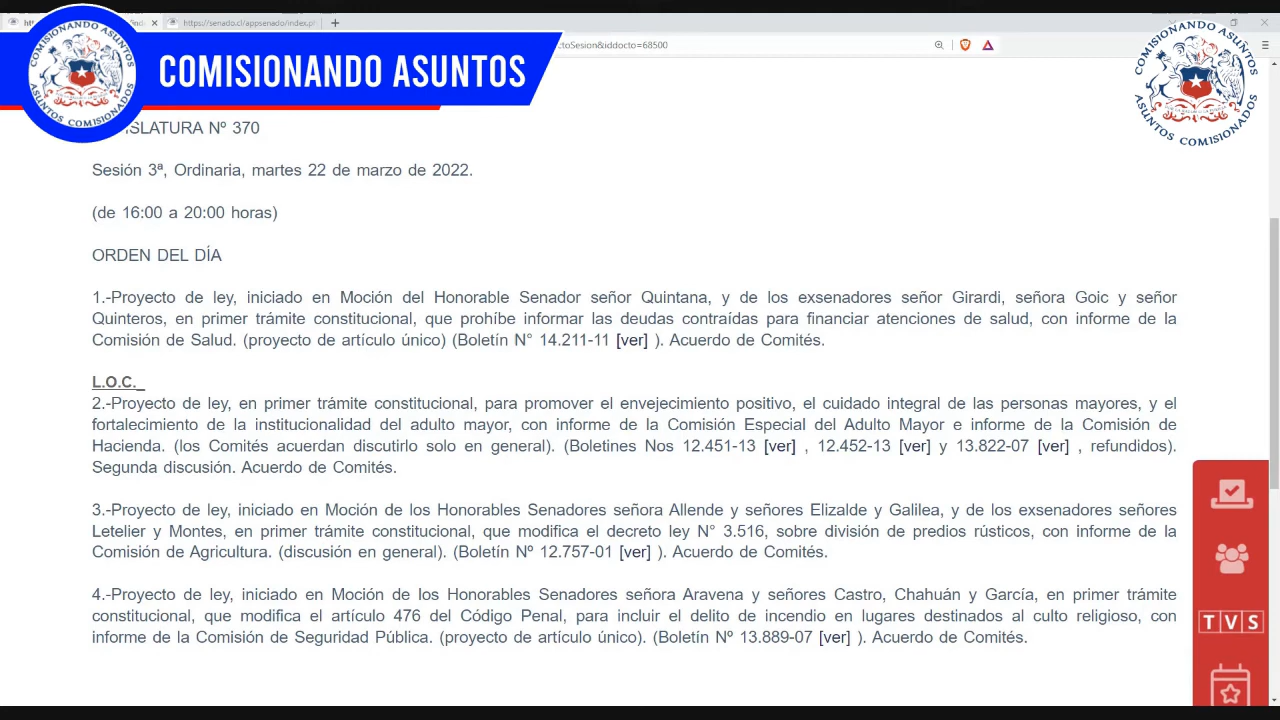 https://senado.cl/appsenado/index.p
COMISIONANDO ASUNTOS
ctoSesion&iddocto=68500
COMISIONANDO ASUNTOS
ASUNTOS COMISIONADOS
COMISIONANDO ASUNTOS
ASUNTOS COMISIONADOS
ISLATURA Nº 370
Sesión 3ª, Ordinaria, martes 22 de marzo de 2022.
(de 16:00 a 20:00 horas)
ORDEN DEL DÍA
1.-Proyecto de ley, iniciado en Moción del Honorable Senador señor Quintana, y de los exsenadores señor Girardi, señora Goic y señor
Quinteros, en primer trámite constitucional, que prohíbe informar las deudas contraídas para financiar atenciones de salud, con informe de la
Comisión de Salud. (proyecto de artículo único) (Boletín N° 14.211-11 [ver] ). Acuerdo de Comités.
L.O.C._
2.-Proyecto de ley, en primer trámite constitucional, para promover el envejecimiento positivo, el cuidado integral de las personas mayores, y el
fortalecimiento de la institucionalidad del adulto mayor, con informe de la Comisión Especial del Adulto Mayor e informe de la Comisión de
Hacienda. (los Comités acuerdan discutirlo solo en general). (Boletines Nos 12.451-13 [ver] , 12.452-13 [ver] y 13.822-07 [ver] , refundidos).
Segunda discusión. Acuerdo de Comités.
3.-Proyecto de ley, iniciado en Moción de los Honorables Senadores señora Allende y señores Elizalde y Galilea, y de los exsenadores señores
Letelier y Montes, en primer trámite constitucional, que modifica el decreto ley N° 3.516, sobre división de predios rústicos, con informe de la
Comisión de Agricultura. (discusión en general). (Boletín Nº 12.757-01 [ver] ). Acuerdo de Comités.
4.-Proyecto de ley, iniciado en Moción de los Honorables Senadores señora Aravena y señores Castro, Chahuán y García, en primer trámite
constitucional, que modifica el artículo 476 del Código Penal, para incluir el delito de incendio en lugares destinados al culto religioso, con
informe de la Comisión de Seguridad Pública. (proyecto de artículo único). (Boletín Nº 13.889-07 [ver] ). Acuerdo de Comités.
TVS